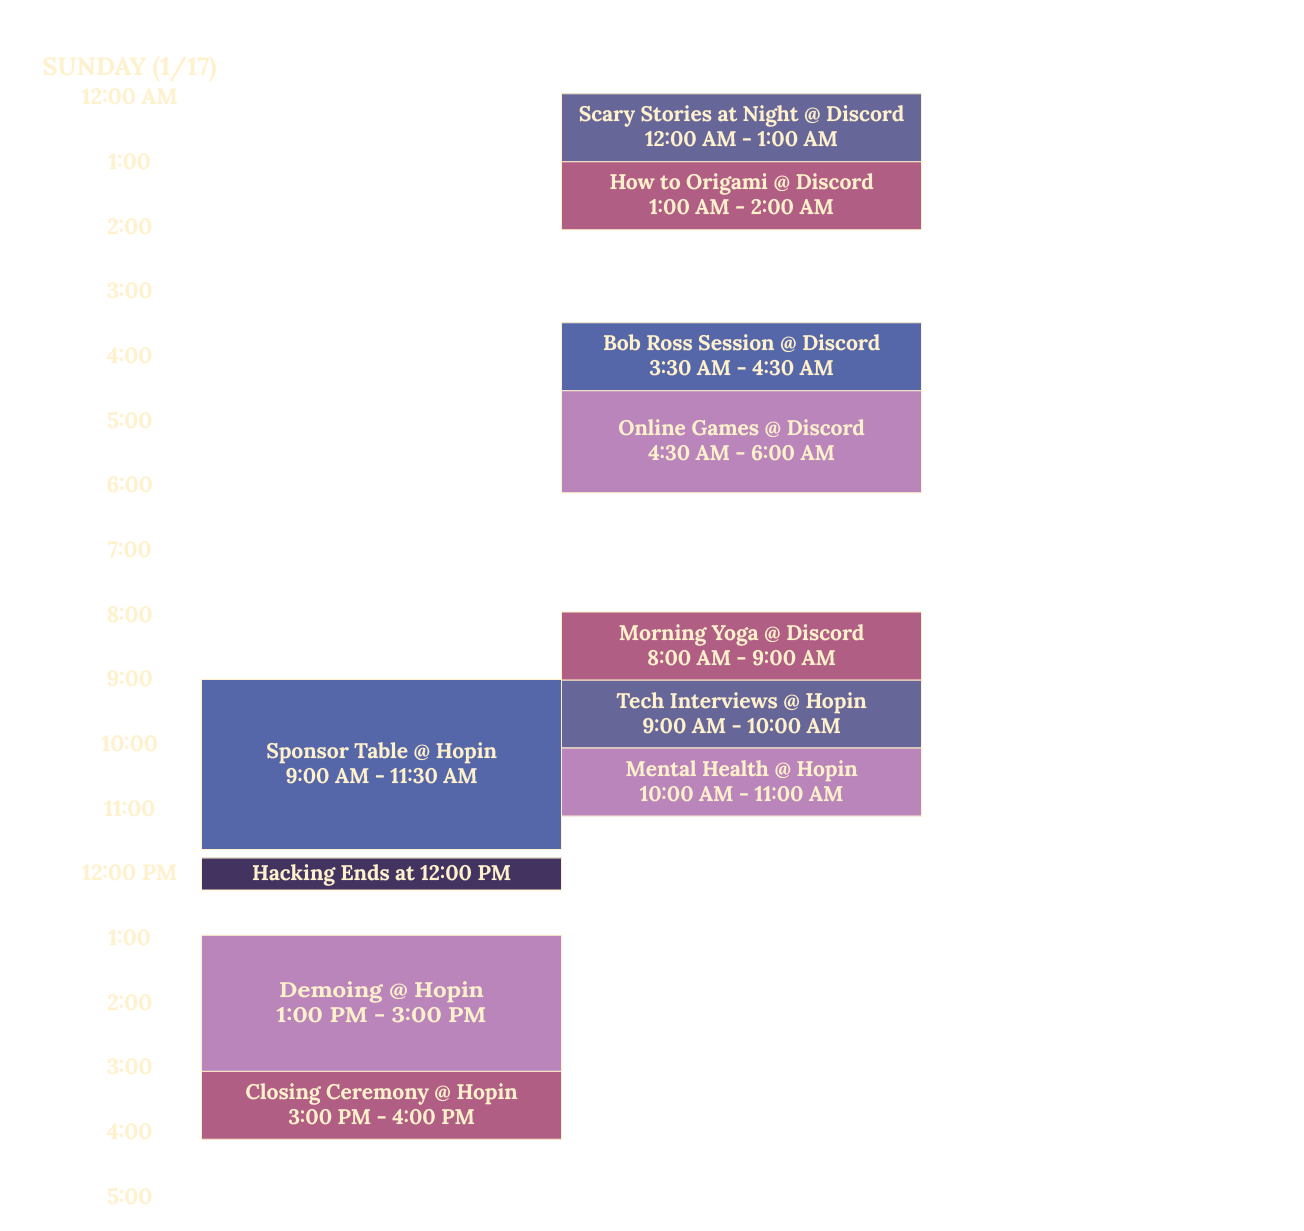 SUNDAY (1/17)
12:00 AM
Scary Stories at Night @ Discord
12:00 AM - 1:00 AM
1:00
How to Origami @ Discord
1:00 AM - 2:00 AM
2:00
3:00
Bob Ross Session @ Discord
3:30 AM - 4:30 AM
4:00
5:00
Online Games @ Discord
4:30 AM - 6:00 AM
6:00
7:00
8:00
Morning Yoga @ Discord
8:00 AM - 9:00 AM
9:00
Tech Interviews @ Hopin
9:00 AM - 10:00 AM
10:00
Sponsor Table @ Hopin
9:00 AM - 11:30 AM
Mental Health @ Hopin
10:00 AM - 11:00 AM
11:00
12:00 PM
Hacking Ends at 12:00 PM
1:00
Demoing @ Hopin
1:00 PM - 3:00 PM
2:00
3:00
Closing Ceremony @ Hopin
3:00 PM - 4:00 PM
4:00
5:00